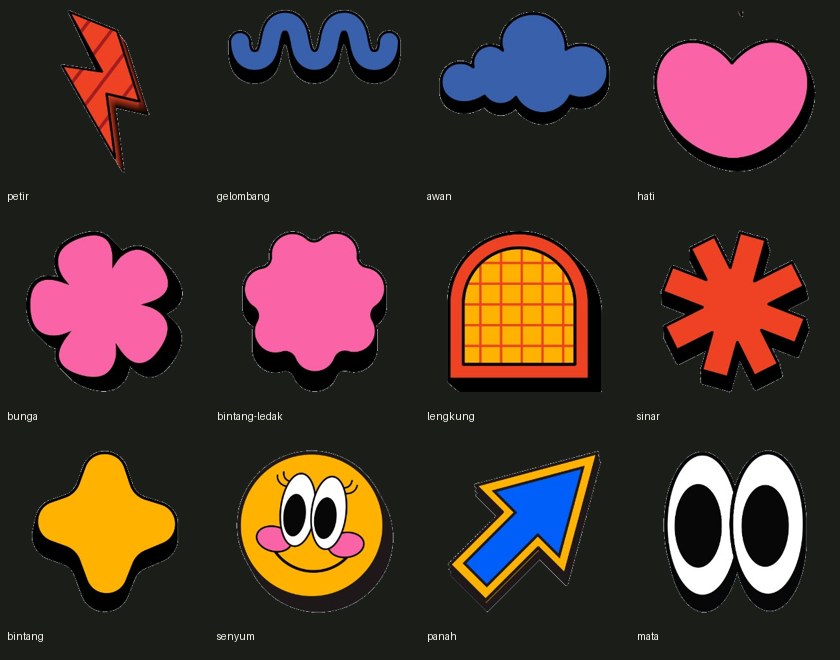 petir
gelombang
awan
hati
bunga
bintang-ledak
lengkung
sinar
bintang
senyum
panah
mata